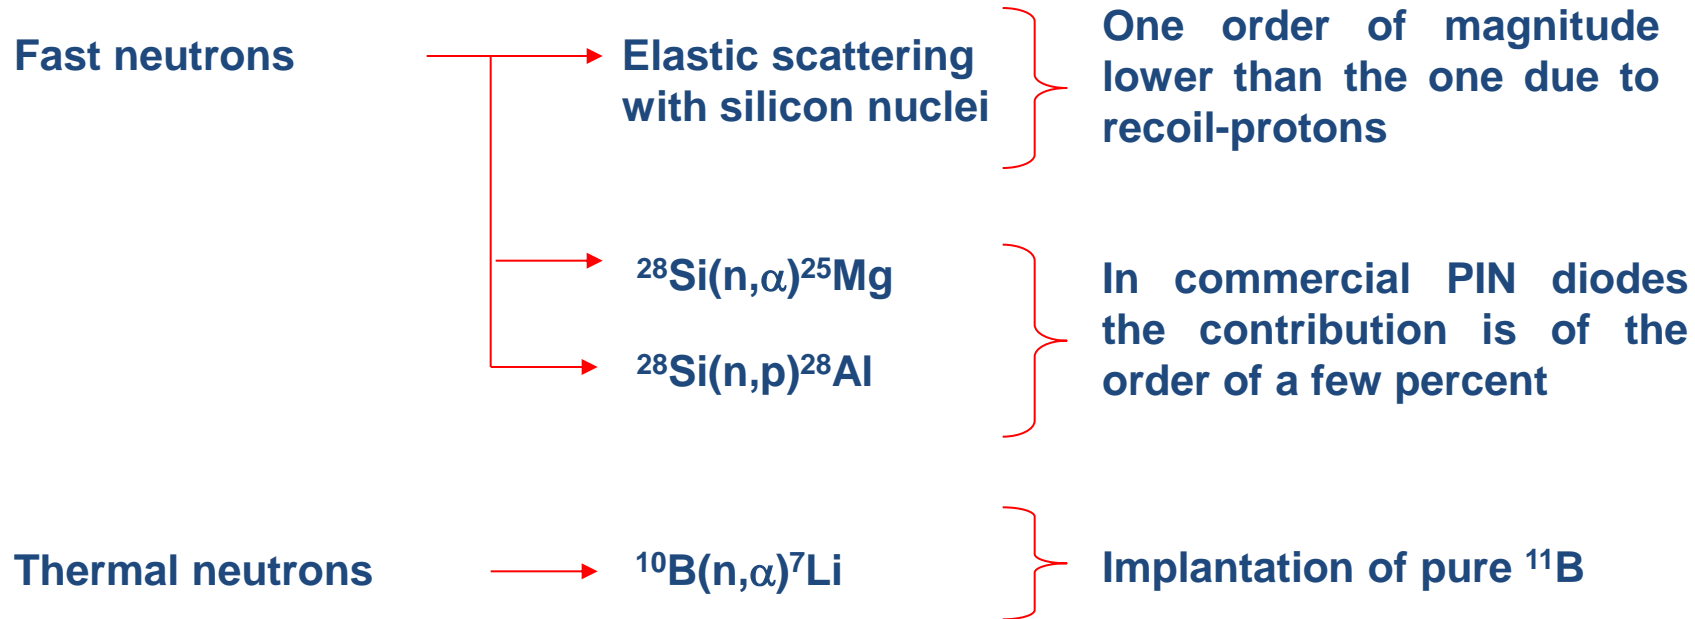 Fast neutrons
Elastic scattering
with silicon nuclei
One order of magnitude
lower than the one due to
recoil-protons
²⁸Si(n,α)²⁵Mg
²⁸Si(n,p)²⁸Al
In commercial PIN diodes
the contribution is of the
order of a few percent
Thermal neutrons
¹⁰B(n,α)⁷Li
Implantation of pure ¹¹B